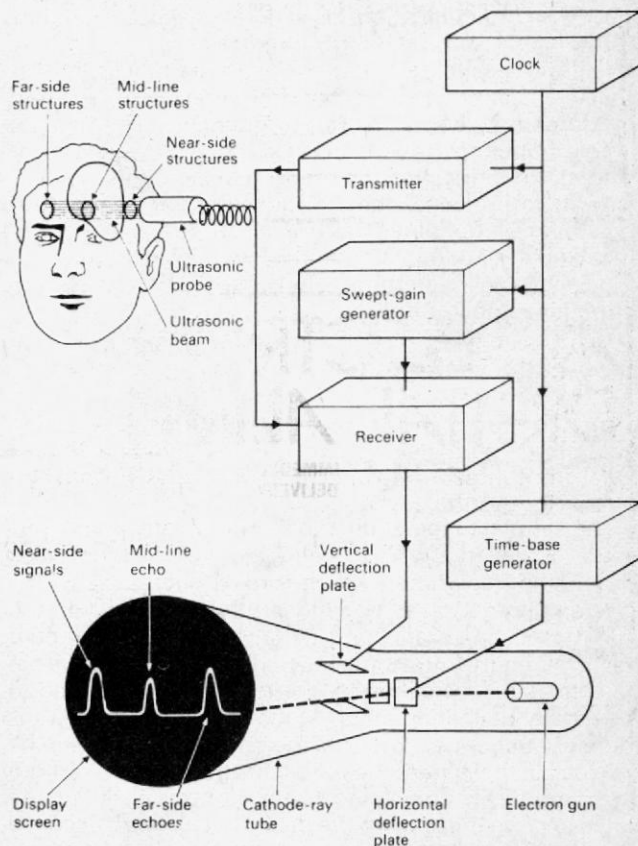 Clock
Far-side
structures
Mid-line
structures
Near-side
structures
Transmitter
Ultrasonic
probe
Ultrasonic
beam
Swept-gain
generator
Receiver
DELIVE
Near-side
signals
Mid-line
echo
Vertical
deflection
plate
Time-base
generator
Display
screen
Far-side
echoes
Cathode-ray
tube
Horizontal
deflection
plate
Electron gun